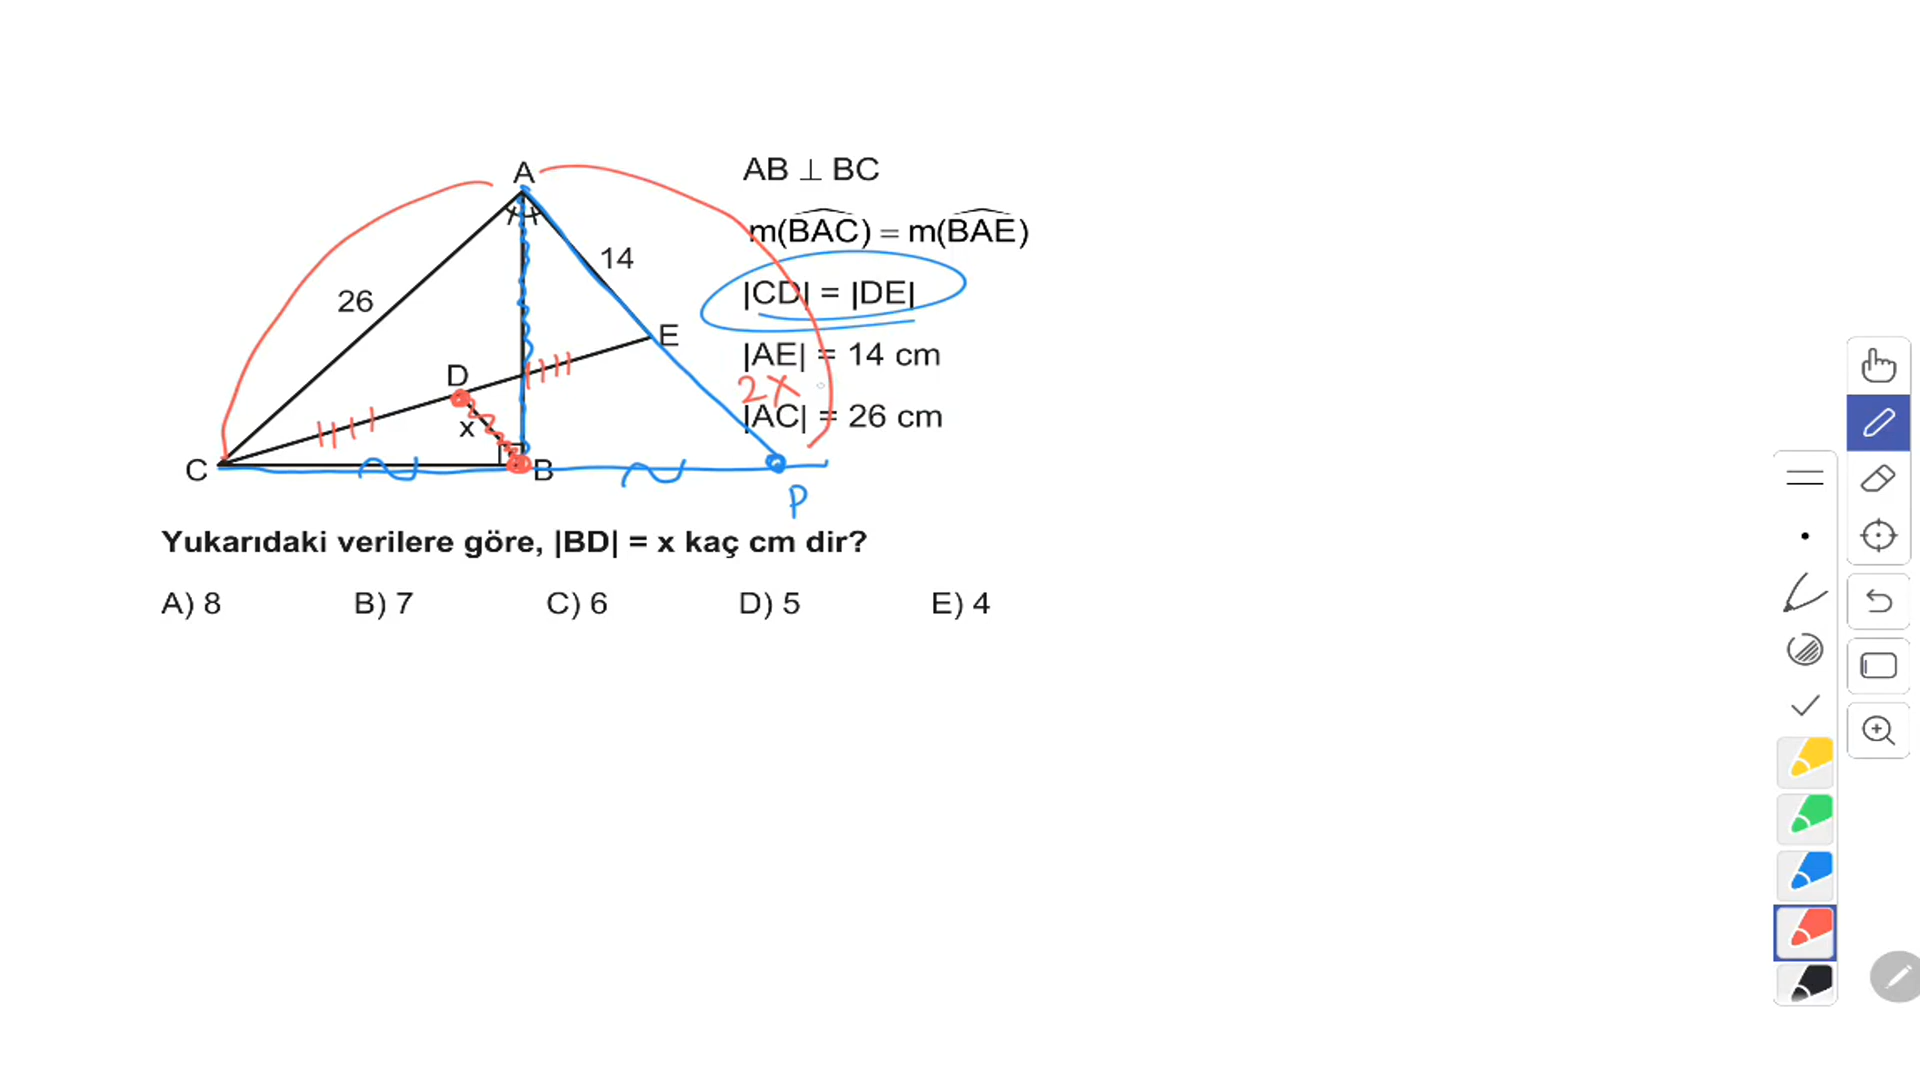 A
AB ⊥ BC
m(BAC) = m(BAE)
14
26
|CD| = |DE|
E
D
|AE| = 14 cm
2x
x
|AC| = 26 cm
C
B
P
Yukarıdaki verilere göre, |BD| = x kaç cm dir?
A) 8 B) 7 C) 6 D) 5 E) 4